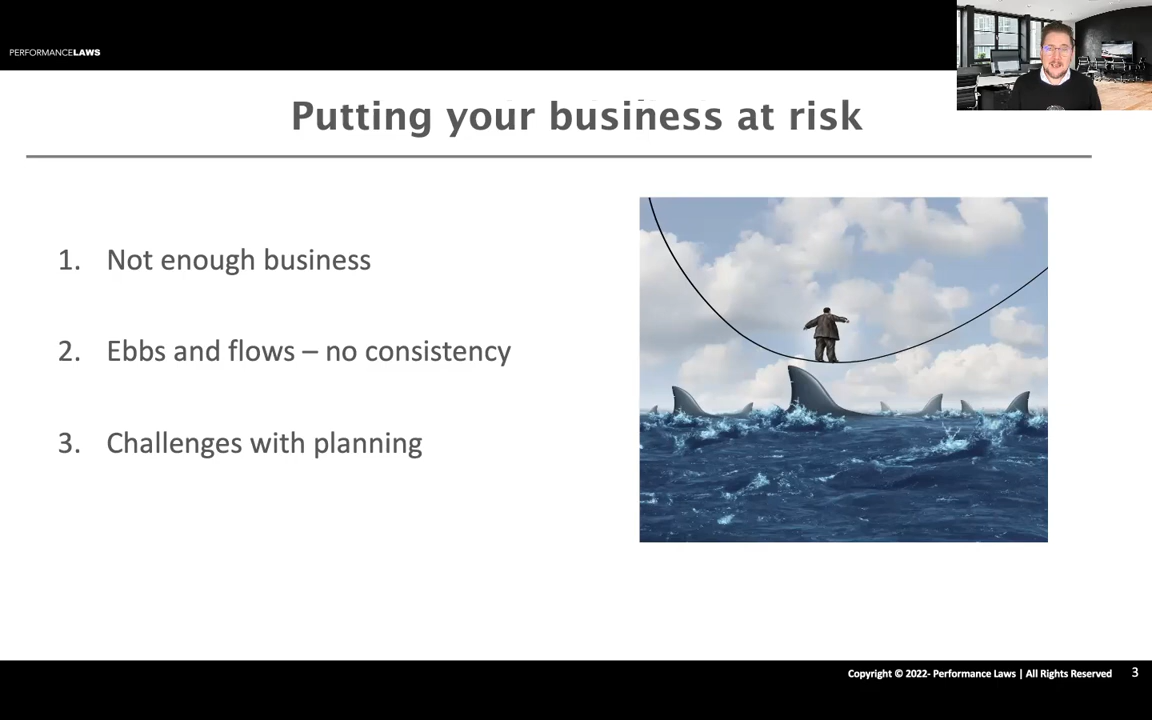 PERFORMANCELAWS
Putting your business at risk
1. Not enough business
2. Ebbs and flows – no consistency
3. Challenges with planning
Copyright © 2022- Performance Laws | All Rights Reserved 3